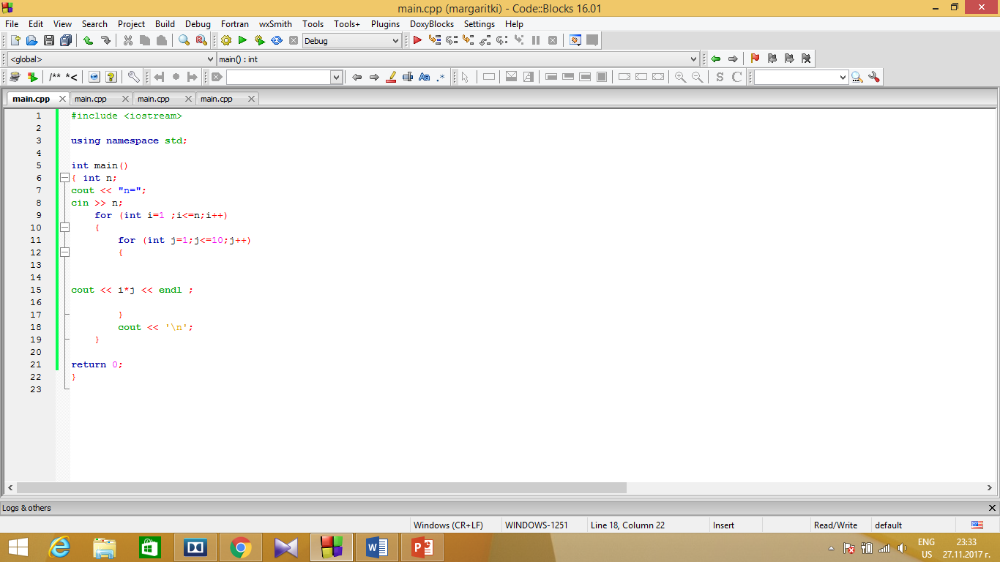 main.cpp (margaritki) - Code::Blocks 16.01
File Edit View Search Project Build Debug Fortran wxSmith Tools Tools+ Plugins DoxyBlocks Settings Help
Debug
<global> main() : int
/** *< Aa .* S C
main.cpp main.cpp main.cpp main.cpp
1 #include <iostream>
2
3 using namespace std;
4
5 int main()
6 { int n;
7 cout << "n=";
8 cin >> n;
9 for (int i=1 ;i<=n;i++)
10 {
11 for (int j=1;j<=10;j++)
12 {
13
14
15 cout << i*j << endl ;
16
17 }
18 cout << '\n';
19 }
20
21 return 0;
22 }
23
Logs & others
Windows (CR+LF) WINDOWS-1251 Line 18, Column 22 Insert Read/Write default
ENG 23:33
US 27.11.2017 г.